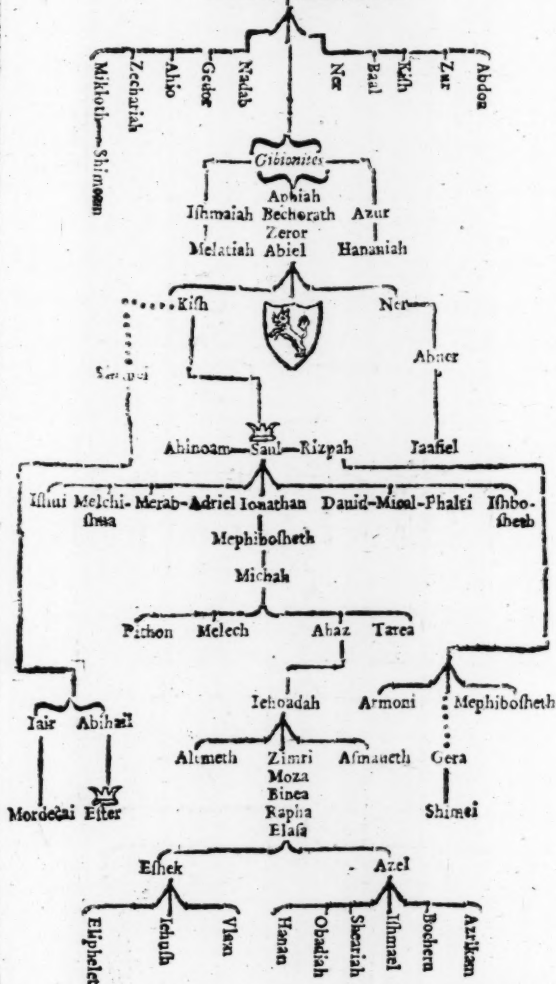 Mikloth—Shimeam
Zechariah
Ahio
Gedor
Nadab
Ner
Baal
Kish
Zur
Abdon
Gibionites
Aphiah
Ishmaiah Bechorath Azur
Zeror
Melatiah Abiel Hananiah
Kish Ner
Abner
Ahinoam—Saul—Rizpah Iaasiel
Ishui Melchi- Merab-Adriel Ionathan Dauid-Micol-Phalti Ishbo-
shua sheth
Mephibosheth
Michah
Pithon Melech Ahaz Tarea
Iehoadah Armoni Mephibosheth
Iair Abihail
Alimeth Zimri Asmaueth Gera
Moza
Binea
Mordecai Ester Rapha Shimei
Elasa
Eshek Azel
Eliphelet
Iehush
Vlam
Hanan
Obadiah
Sheariah
Ishmael
Bocheru
Azrikam